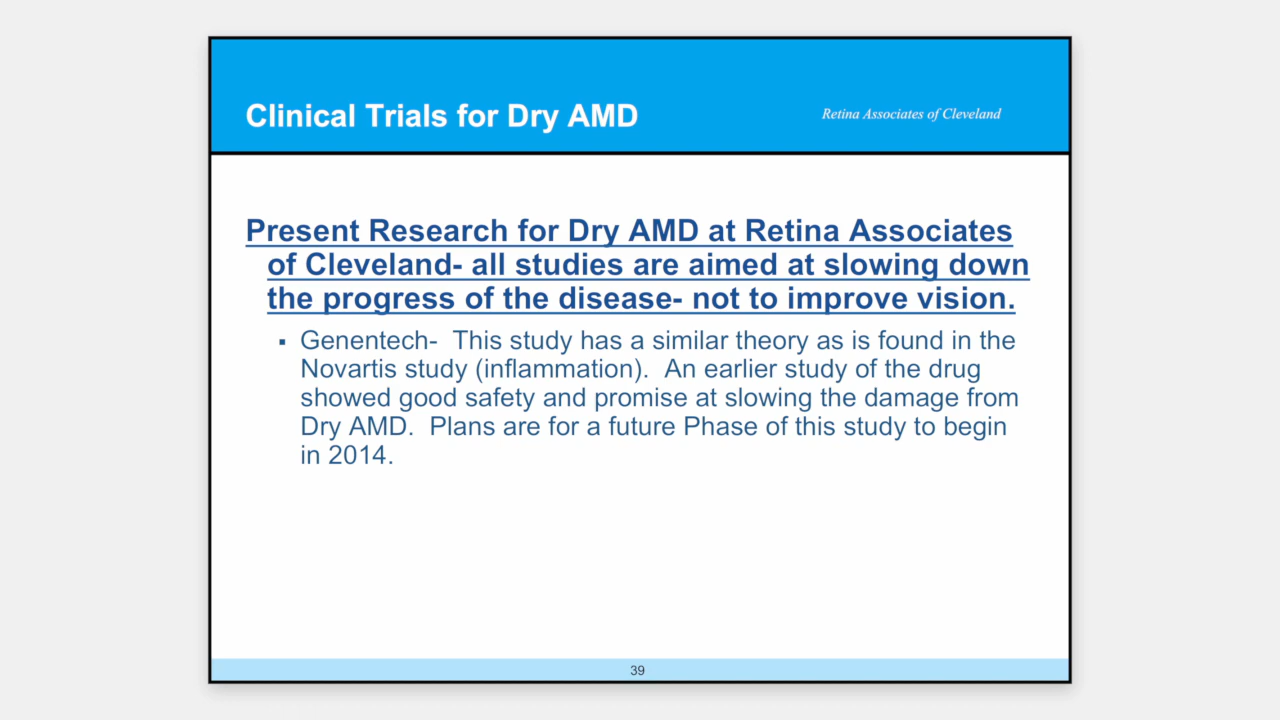 Clinical Trials for Dry AMD
Retina Associates of Cleveland
Present Research for Dry AMD at Retina Associates
of Cleveland- all studies are aimed at slowing down
the progress of the disease- not to improve vision.
▪ Genentech-  This study has a similar theory as is found in the
Novartis study (inflammation).  An earlier study of the drug
showed good safety and promise at slowing the damage from
Dry AMD.  Plans are for a future Phase of this study to begin
in 2014.
39